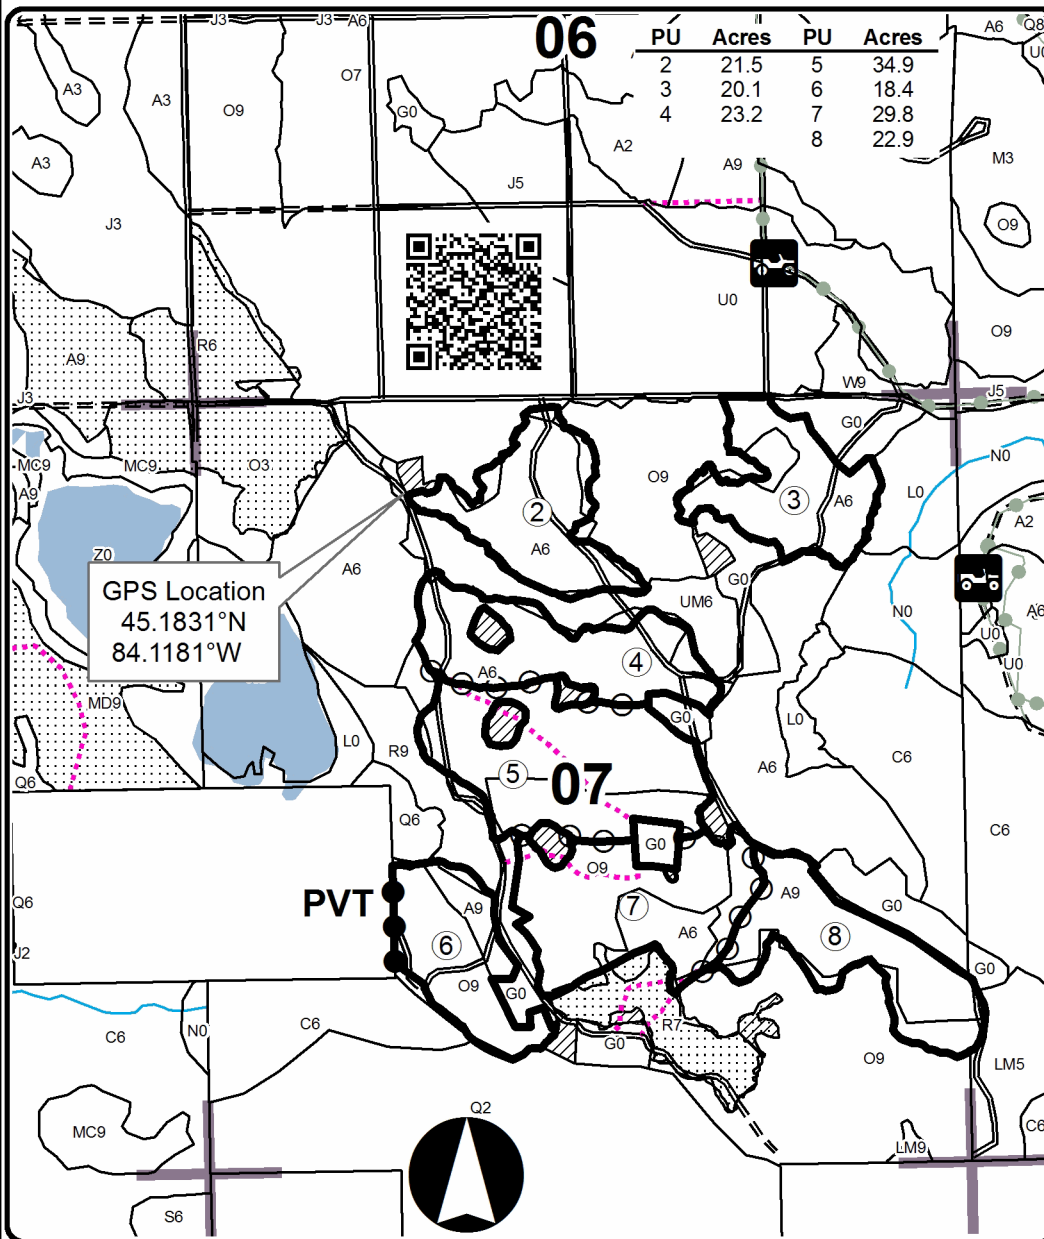 J3 J3 A6 06 A6 Q8
PU Acres PU Acres
2 21.5 5 34.9
3 20.1 6 18.4
4 23.2 7 29.8
8 22.9
U0
O7
A3 A3 O9 G0
A2
A3 A9 M3
J5
J3 O9
U0
R6 O9
A9
W9 J5
J3
G0
MC9 MC9 O3 O9 N0
A9 2 3 A6 L0
A2
Z0 A6 A6 G0
GPS Location
45.1831°N
84.1181°W
UM6 N0 A6
U0
4 U0
A6
MD9 G0 L0
L0 R9 C6
5 07 A6
Q6
Q6 C6
G0
O9
PVT A9 A9 G0
Q6 7
6 8
J2 A6
O9 G0 G0
N0 C6 R7
C6 G0
O9 LM5
Q2
MC9 C6
LM9
S6